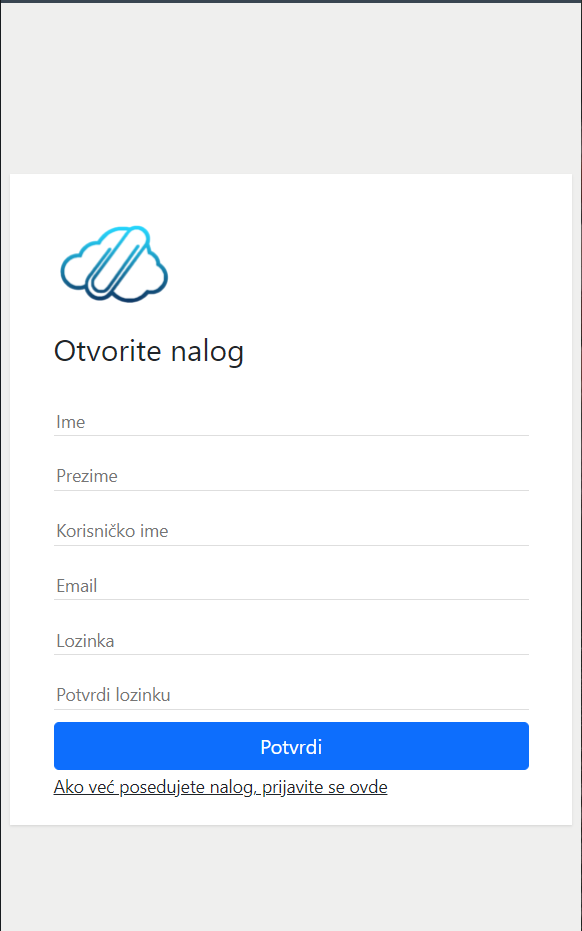 Otvorite nalog
Ime
Prezime
Korisničko ime
Email
Lozinka
Potvrdi lozinku
Potvrdi
Ako već posedujete nalog, prijavite se ovde